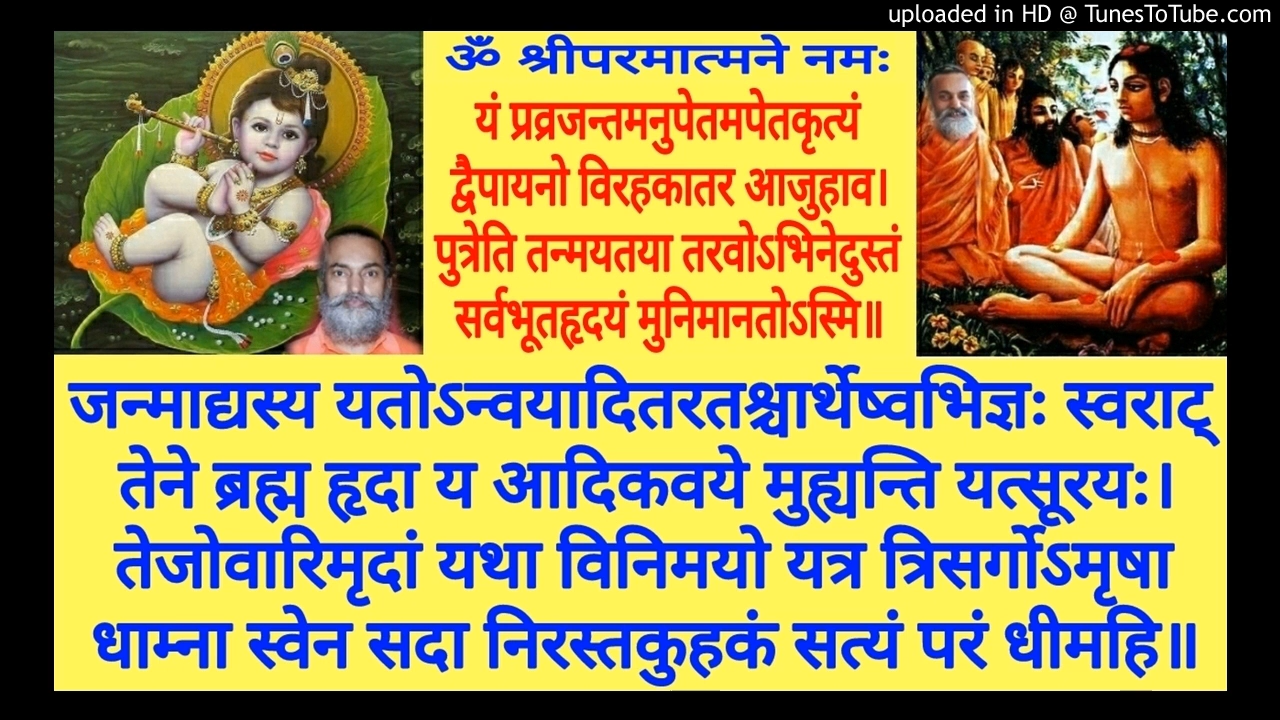 uploaded in HD @ TunesToTube.com
ॐ श्रीपरमात्मने नमः
यं प्रव्रजन्तमनुपेतमपेतकृत्यं
द्वैपायनो विरहकातर आजुहाव।
पुत्रेति तन्मयतया तरवोऽभिनेदुस्तं
सर्वभूतहृदयं मुनिमानतोऽस्मि॥
जन्माद्यस्य यतोऽन्वयादितरतश्चार्थेष्वभिज्ञः स्वराट्
तेने ब्रह्म हृदा य आदिकवये मुह्यन्ति यत्सूरयः।
तेजोवारिमृदां यथा विनिमयो यत्र त्रिसर्गोऽमृषा
धाम्ना स्वेन सदा निरस्तकुहकं सत्यं परं धीमहि॥